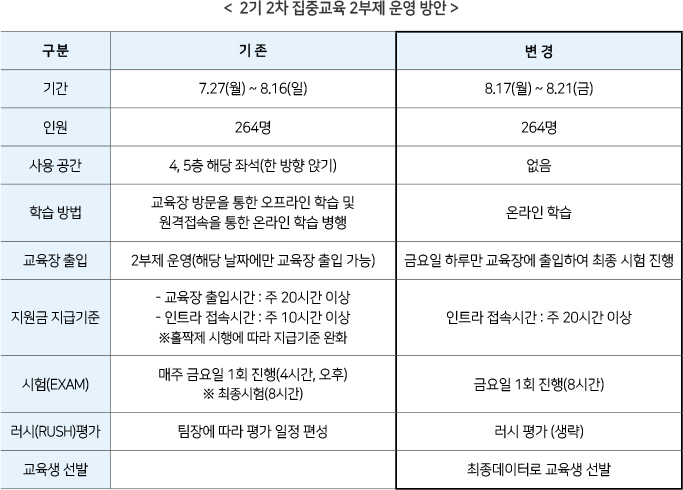 < 2기 2차 집중교육 2부제 운영 방안 >
구분 기 존 변 경
기간 7.27(월) ~ 8.16(일) 8.17(월) ~ 8.21(금)
인원 264명 264명
사용 공간 4, 5층 해당 좌석(한 방향 앉기) 없음
학습 방법 교육장 방문을 통한 오프라인 학습 및
원격접속을 통한 온라인 학습 병행 온라인 학습
교육장 출입 2부제 운영(해당 날짜에만 교육장 출입 가능) 금요일 하루만 교육장에 출입하여 최종 시험 진행
지원금 지급기준 - 교육장 출입시간 : 주 20시간 이상
- 인트라 접속시간 : 주 10시간 이상
※홀짝제 시행에 따라 지급기준 완화 인트라 접속시간 : 주 20시간 이상
시험(EXAM) 매주 금요일 1회 진행(4시간, 오후)
※ 최종시험(8시간) 금요일 1회 진행(8시간)
러시(RUSH)평가 팀장에 따라 평가 일정 편성 러시 평가 (생략)
교육생 선발 최종데이터로 교육생 선발